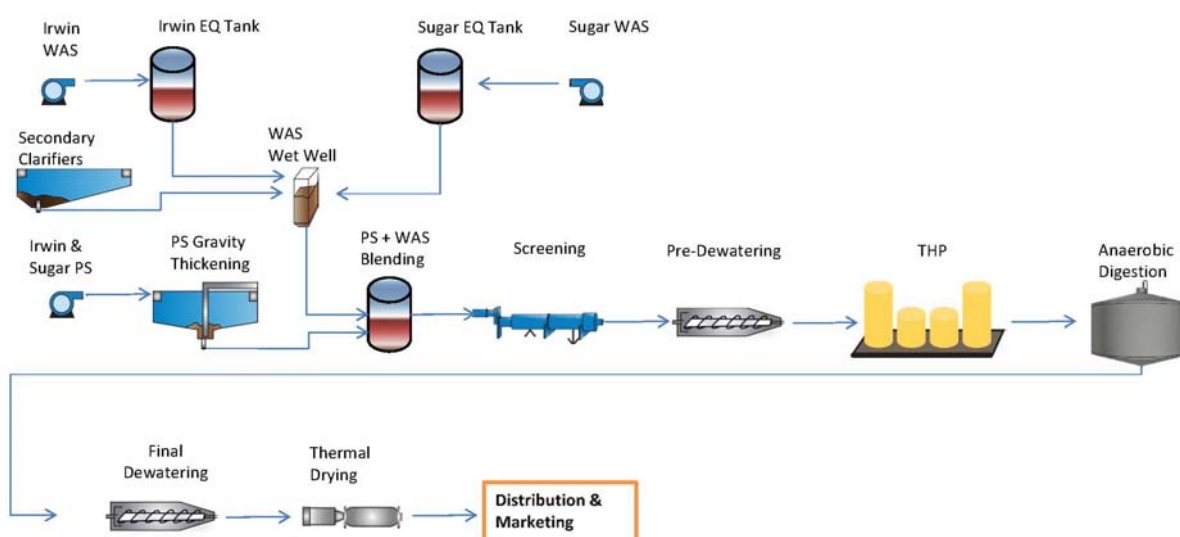 Irwin
WAS
Irwin EQ Tank
Sugar EQ Tank
Sugar WAS
Secondary
Clarifiers
WAS
Wet Well
Irwin &
Sugar PS
PS Gravity
Thickening
PS + WAS
Blending
Screening
Pre-Dewatering
THP
Anaerobic
Digestion
Final
Dewatering
Thermal
Drying
Distribution &
Marketing